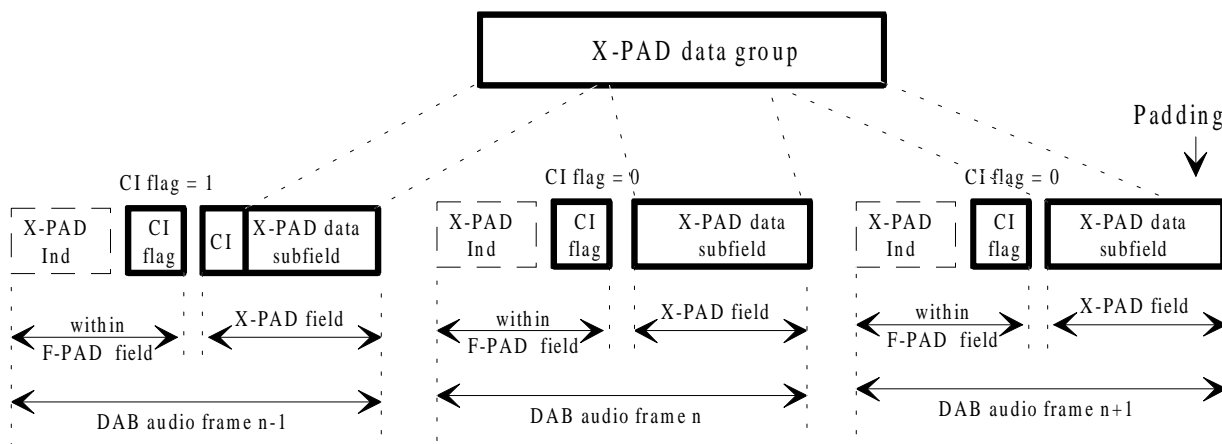 X-PAD data group
Padding
CI flag = 1
CI flag = 0
CI flag = 0
X-PAD
Ind
CI
flag
CI
X-PAD data
subfield
X-PAD
Ind
CI
flag
X-PAD data
subfield
X-PAD
Ind
CI
flag
X-PAD data
subfield
within
F-PAD field
X-PAD field
within
F-PAD field
X-PAD field
within
F-PAD field
X-PAD field
DAB audio frame n-1
DAB audio frame n
DAB audio frame n+1